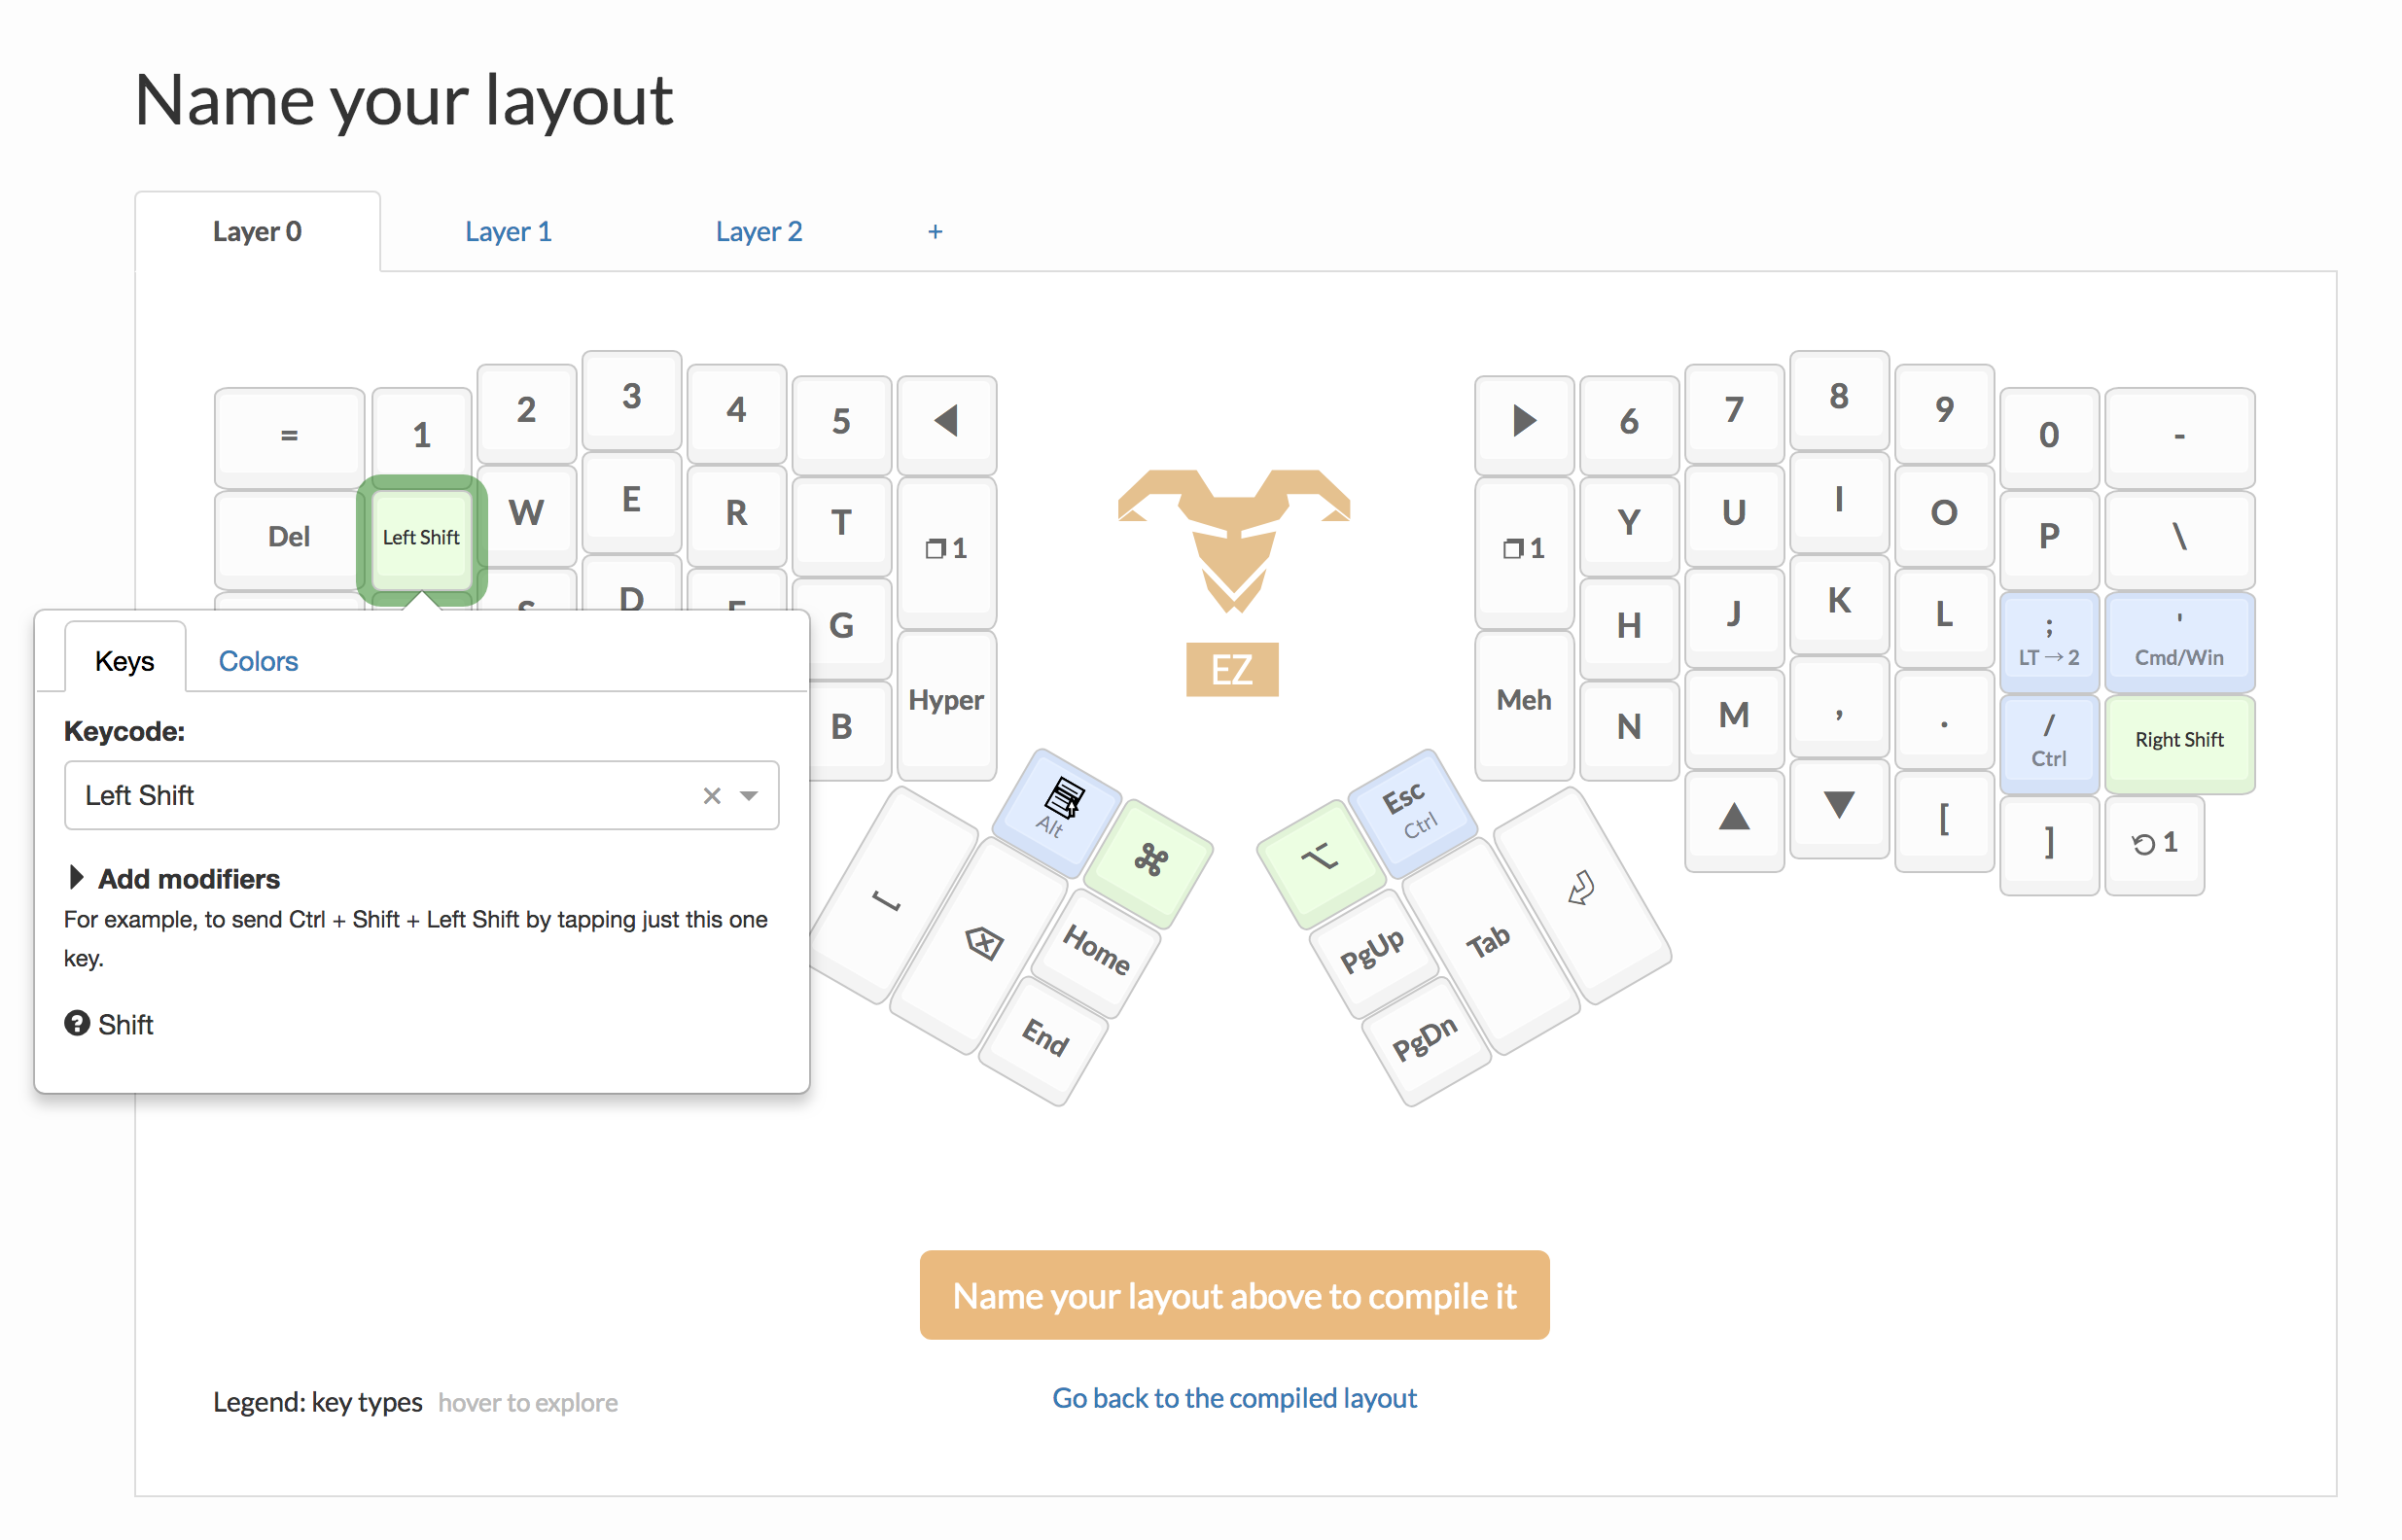 Name your layout
Layer 0 Layer 1 Layer 2 +
= 1 2 3 4 5 ◀ ▶ 6 7 8 9 0 -
Del Left Shift W E R T 1 1 Y U I O P \
D G H J K L ; LT → 2 ' Cmd/Win
B Hyper Meh N M , . / Ctrl Right Shift
▲ ▼ [ ] 1
Alt ⌘ ⌥ Esc Ctrl
Home PgUp Tab
End PgDn
Keys Colors
Keycode:
Left Shift
Add modifiers
For example, to send Ctrl + Shift + Left Shift by tapping just this one
key.
Shift
EZ
Name your layout above to compile it
Go back to the compiled layout
Legend: key types hover to explore